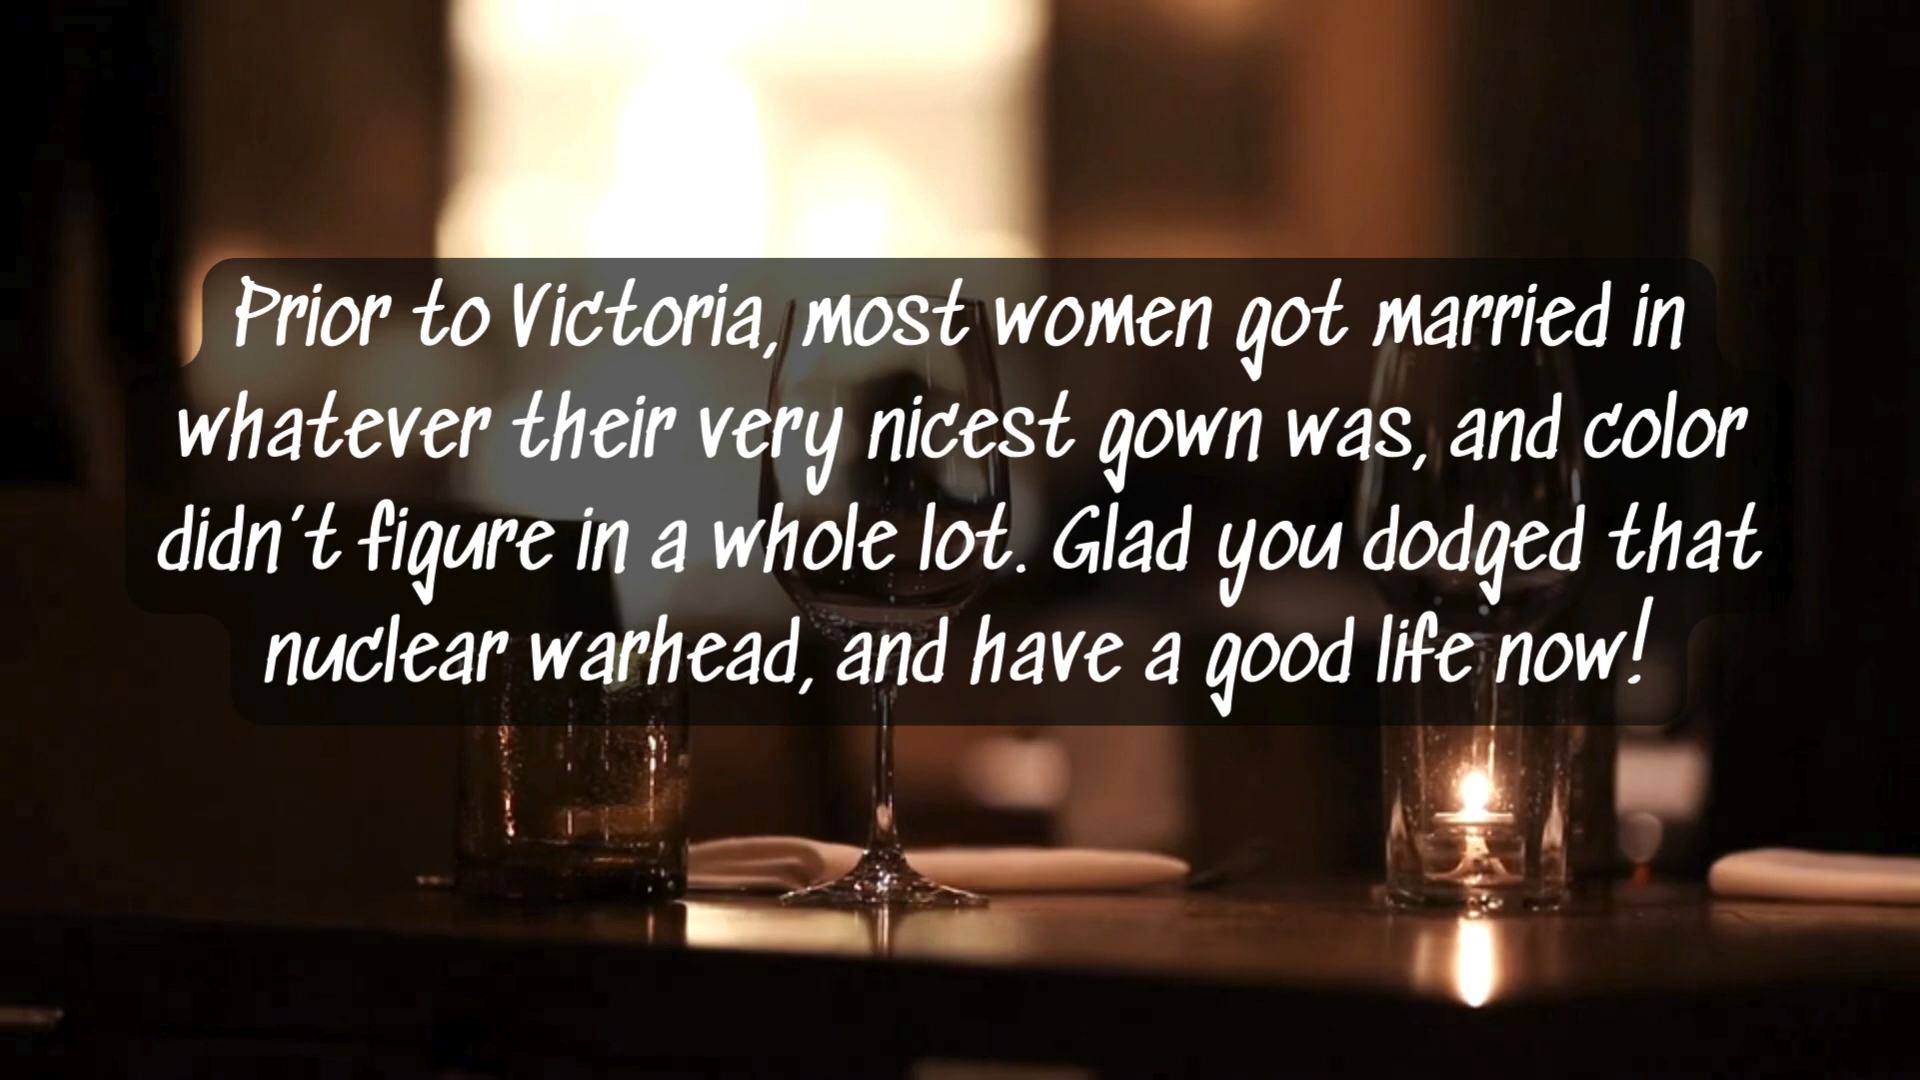 Prior to Victoria, most women got married in
whatever their very nicest gown was, and color
didn't figure in a whole lot. Glad you dodged that
nuclear warhead, and have a good life now!